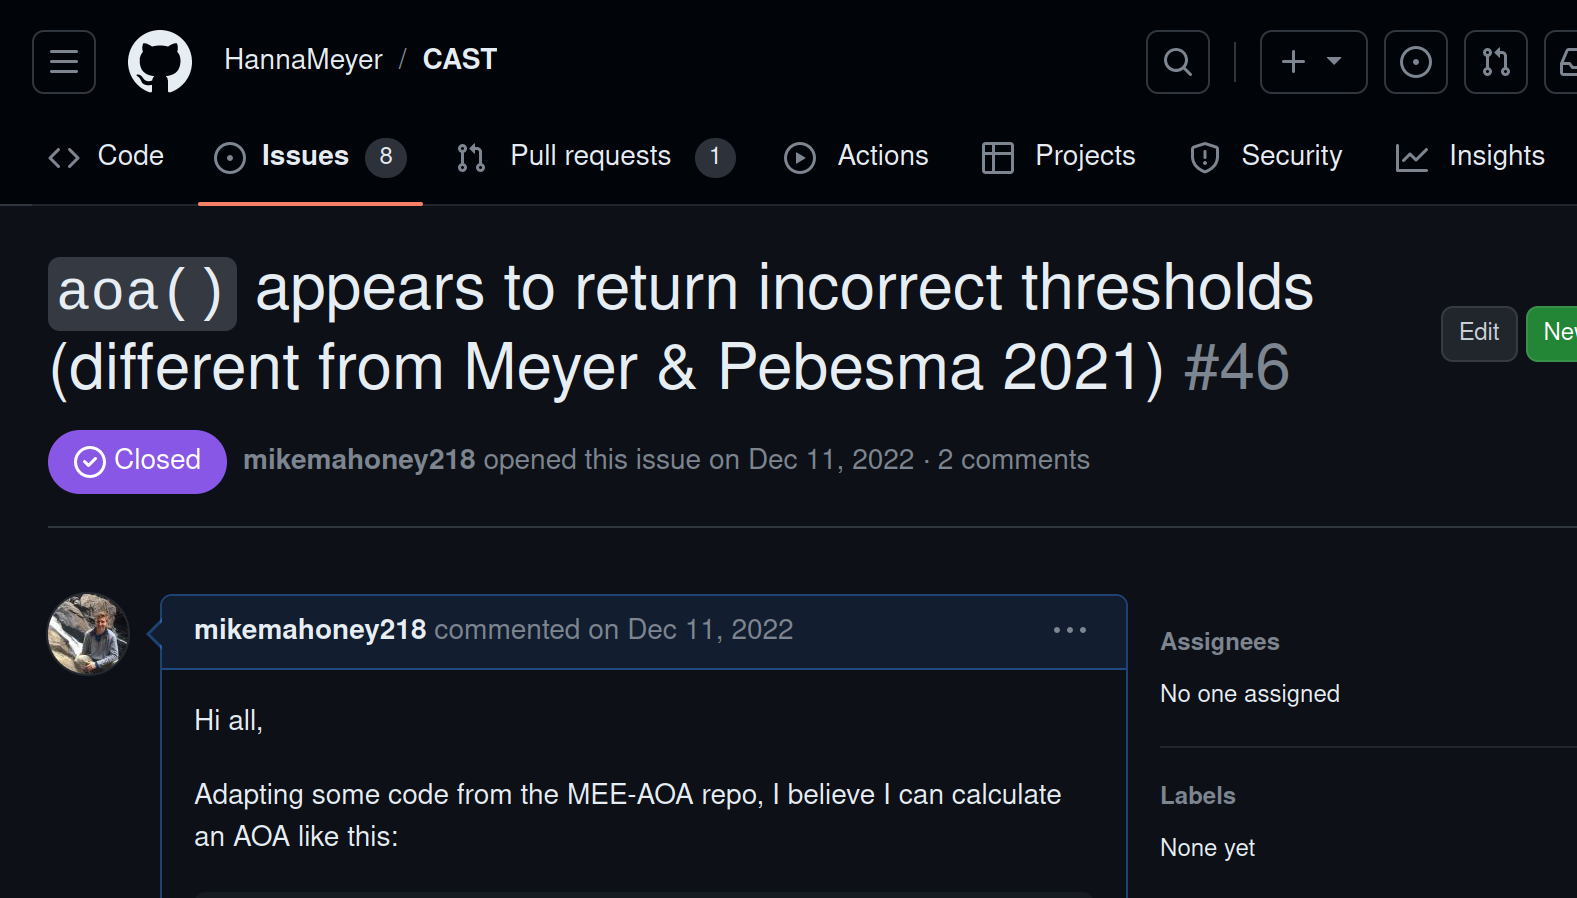 HannaMeyer / CAST
Code Issues 8 Pull requests 1 Actions Projects Security Insights
aoa() appears to return incorrect thresholds
(different from Meyer & Pebesma 2021) #46
Edit
Closed mikemahoney218 opened this issue on Dec 11, 2022 · 2 comments
mikemahoney218 commented on Dec 11, 2022
Hi all,
Adapting some code from the MEE-AOA repo, I believe I can calculate
an AOA like this:
Assignees
No one assigned
Labels
None yet